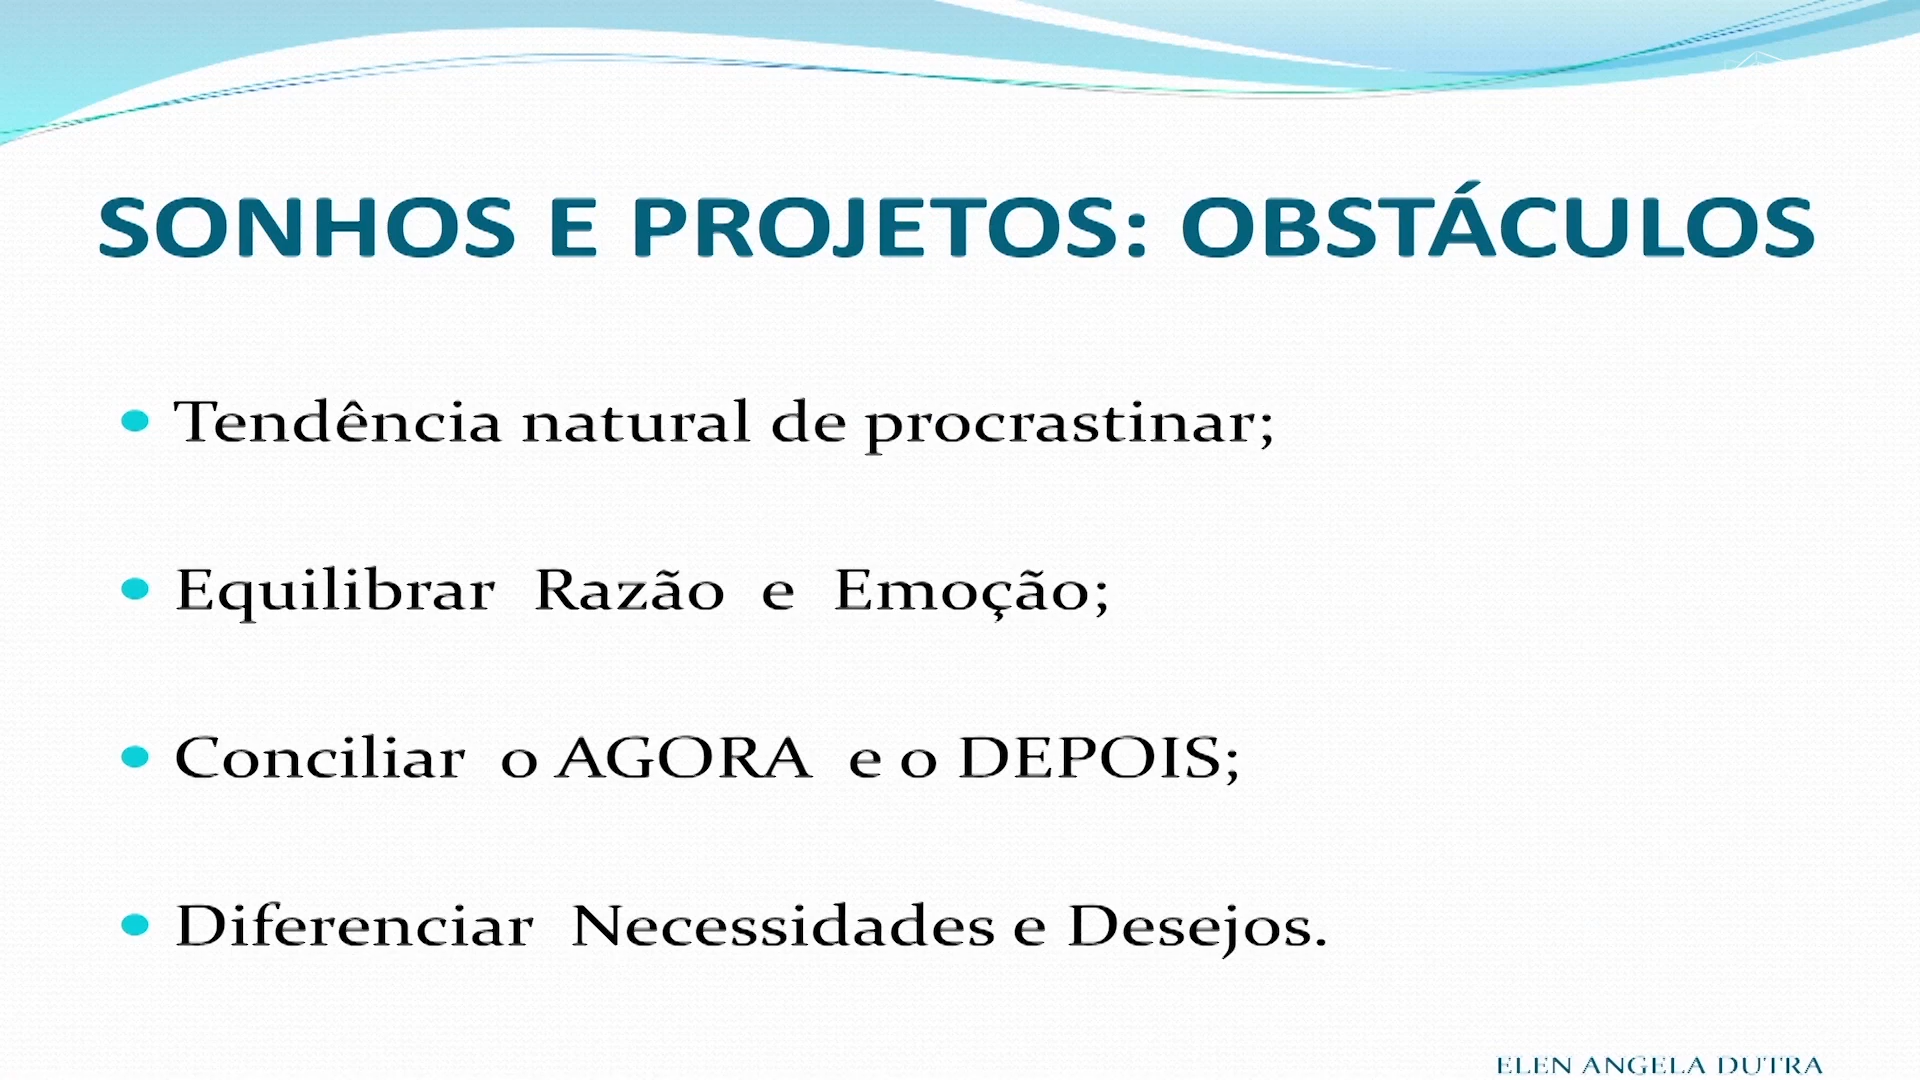 SONHOS E PROJETOS: OBSTÁCULOS
• Tendência natural de procrastinar;
• Equilibrar Razão e Emoção;
• Conciliar o AGORA e o DEPOIS;
• Diferenciar Necessidades e Desejos.
ELEN ANGELA DUTRA